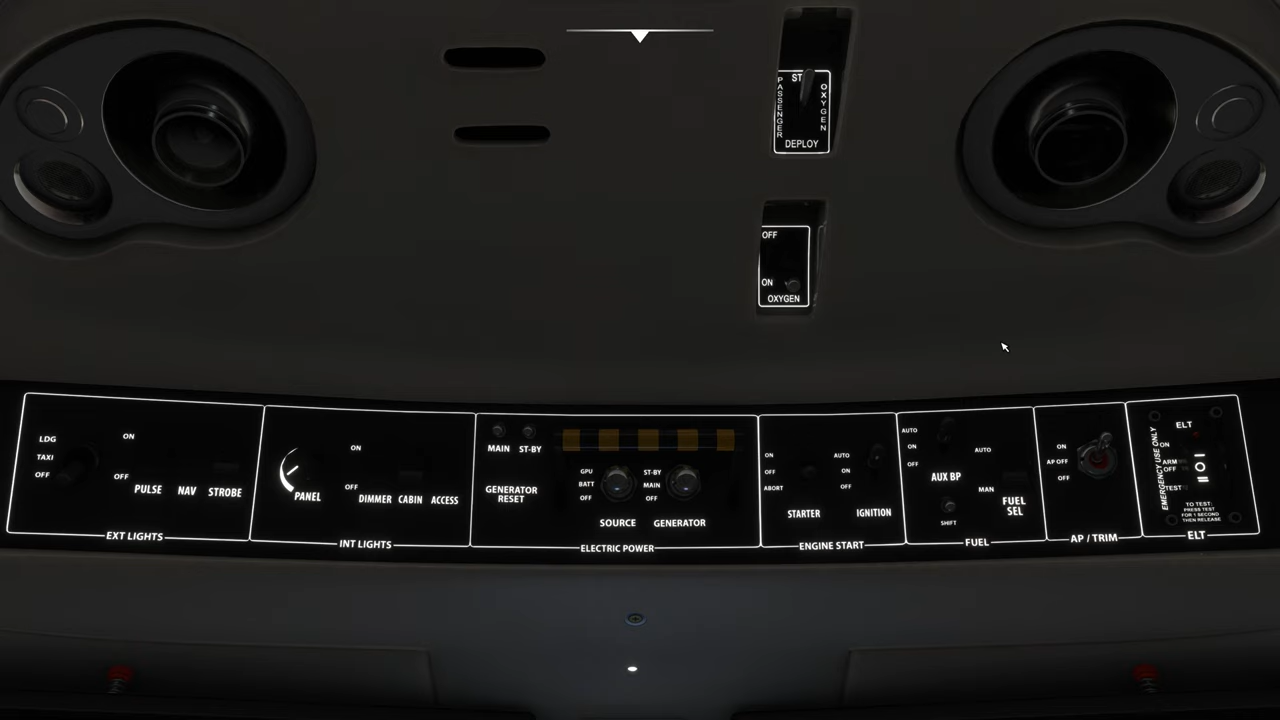 ST
PASSENGER
OXYGEN
DEPLOY
OFF
ON
OXYGEN
LDG
TAXI
OFF
ON
OFF
PULSE NAV STROBE
EXT LIGHTS
ON
OFF
PANEL
DIMMER CABIN ACCESS
INT LIGHTS
MAIN ST-BY
GENERATOR
RESET
GPU
BATT
OFF
ST-BY
MAIN
OFF
SOURCE GENERATOR
ELECTRIC POWER
ON
OFF
ABORT
AUTO
ON
OFF
STARTER IGNITION
ENGINE START
AUTO
ON
OFF
AUX BP
SHIFT
AUTO
MAN
FUEL
SEL
FUEL
ON
AP OFF
OFF
AP / TRIM
EMERGENCY USE ONLY
ELT
ON
ARM
OFF
TEST
TO TEST:
PRESS TEST
FOR 1 SECOND
THEN RELEASE
ELT